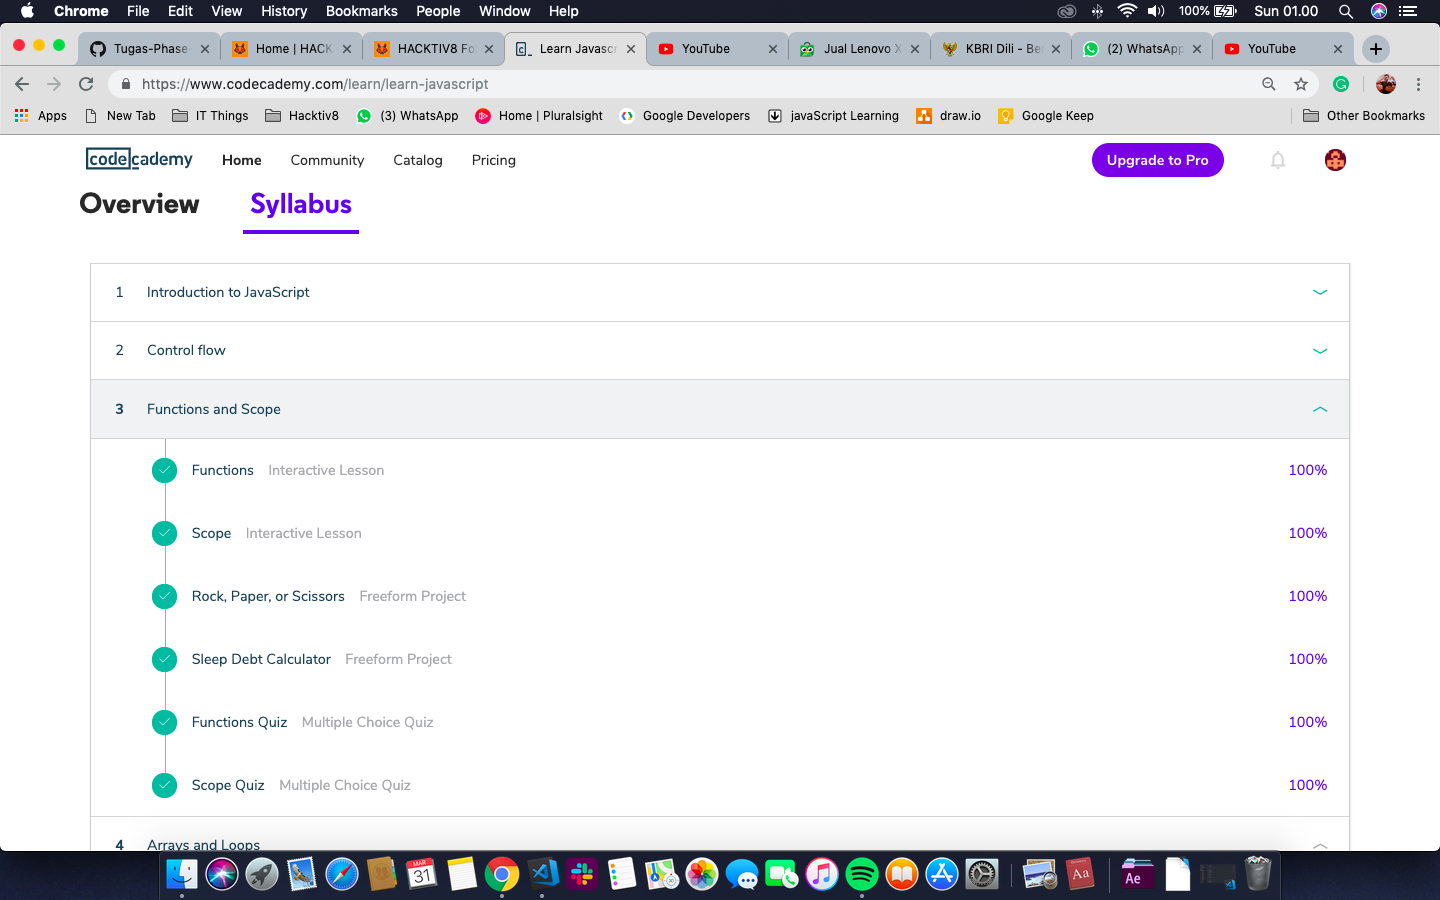 Chrome File Edit View History Bookmarks People Window Help 100% Sun 01.00
Tugas-Phase- Home | HACK HACKTIV8 Fo Learn Javascr YouTube Jual Lenovo X KBRI Dili - Be (2) WhatsApp YouTube
https://www.codecademy.com/learn/learn-javascript
Apps New Tab IT Things Hacktiv8 (3) WhatsApp Home | Pluralsight Google Developers javaScript Learning draw.io Google Keep Other Bookmarks
codecademy Home Community Catalog Pricing Upgrade to Pro
Overview Syllabus
1 Introduction to JavaScript
2 Control flow
3 Functions and Scope
Functions Interactive Lesson 100%
Scope Interactive Lesson 100%
Rock, Paper, or Scissors Freeform Project 100%
Sleep Debt Calculator Freeform Project 100%
Functions Quiz Multiple Choice Quiz 100%
Scope Quiz Multiple Choice Quiz 100%
4 Arrays and Loops
MAR
31
Aa
Ae